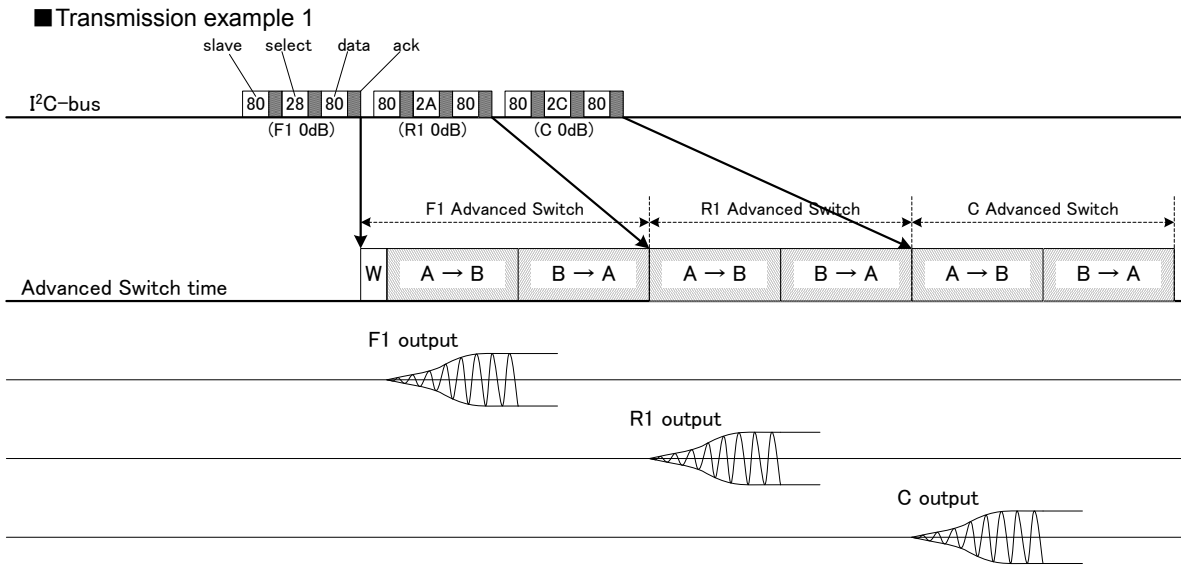 ■Transmission example 1
slave select data ack
I²C-bus
80 28 80 80 2A 80 80 2C 80
(F1 0dB) (R1 0dB) (C 0dB)
F1 Advanced Switch R1 Advanced Switch C Advanced Switch
W A → B B → A A → B B → A A → B B → A
Advanced Switch time
F1 output
R1 output
C output